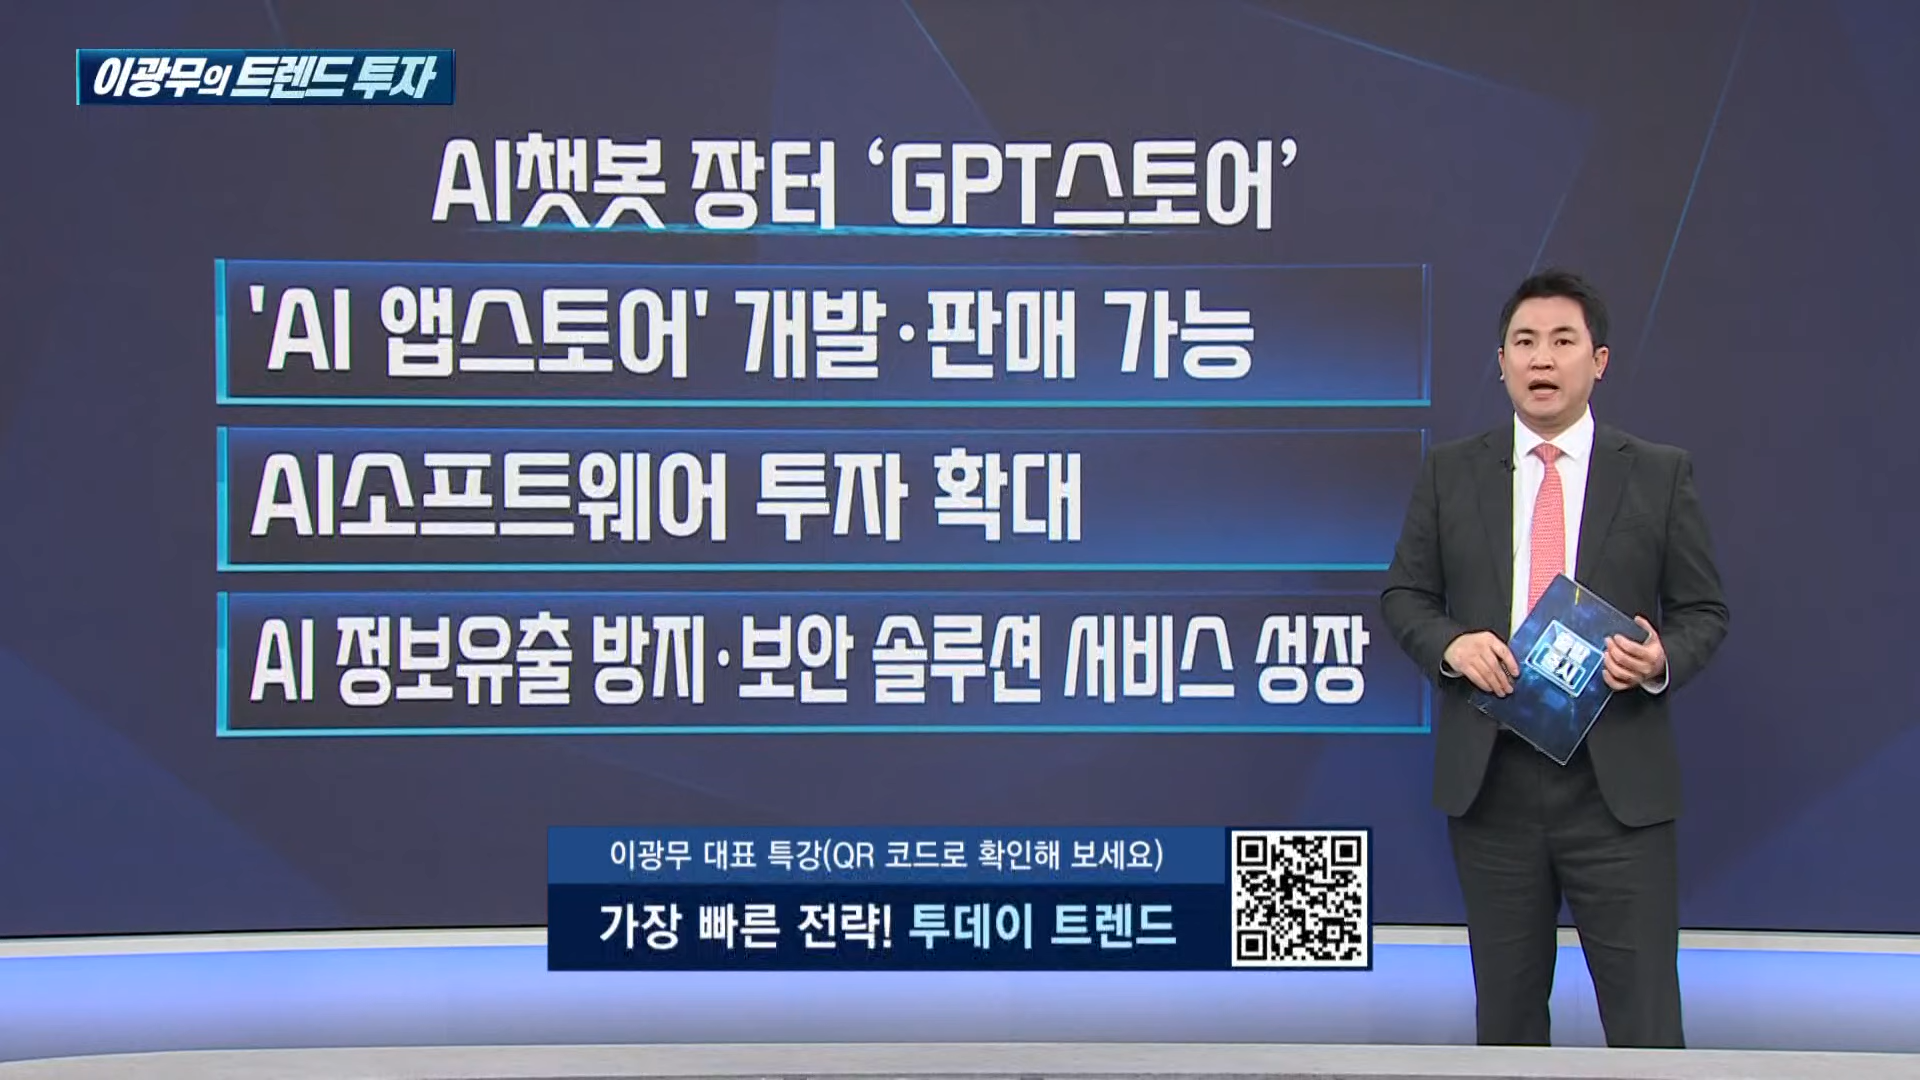 이광무의 트렌드 투자
AI챗봇 장터 ‘GPT스토어’
'AI 앱스토어' 개발·판매 가능
AI소프트웨어 투자 확대
AI 정보유출 방지·보안 솔루션 서비스 성장
이광무 대표 특강(QR 코드로 확인해 보세요)
가장 빠른 전략! 투데이 트렌드